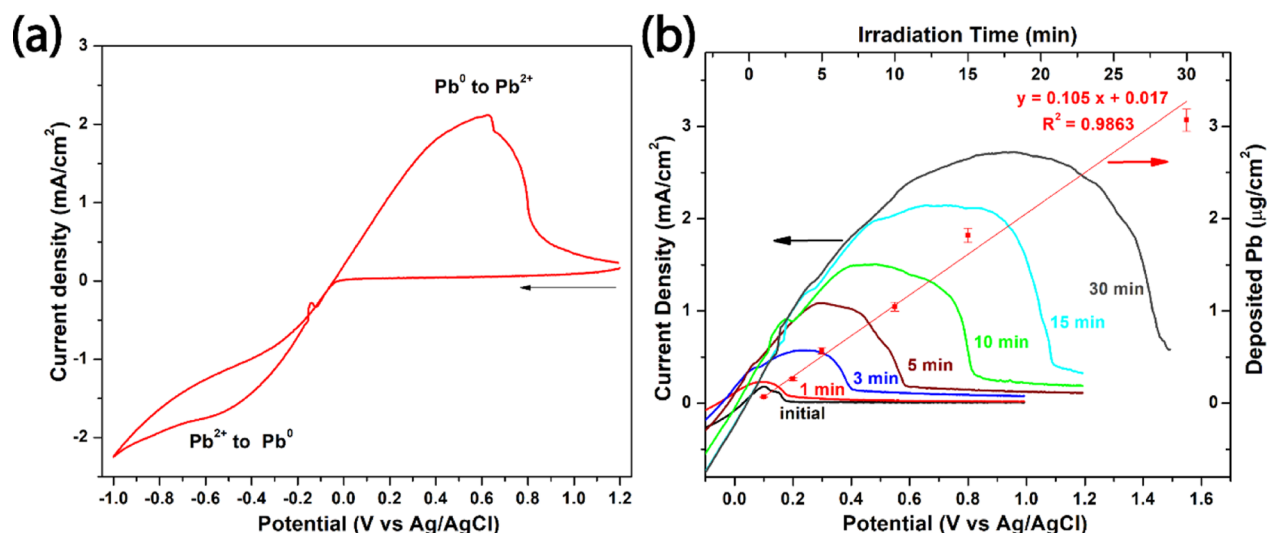 (a)
Current density (mA/cm²)
3
2
1
0
-1
-2
Pb⁰ to Pb²⁺
Pb²⁺ to Pb⁰
-1.0 -0.8 -0.6 -0.4 -0.2 0.0 0.2 0.4 0.6 0.8 1.0 1.2
Potential (V vs Ag/AgCl)
(b)
Irradiation Time (min)
0 5 10 15 20 25 30
Current Density (mA/cm²)
3
2
1
0
y = 0.105 x + 0.017
R² = 0.9863
30 min
15 min
10 min
5 min
3 min
1 min
initial
3
2
1
0
Deposited Pb (μg/cm²)
0.0 0.2 0.4 0.6 0.8 1.0 1.2 1.4 1.6
Potential (V vs Ag/AgCl)